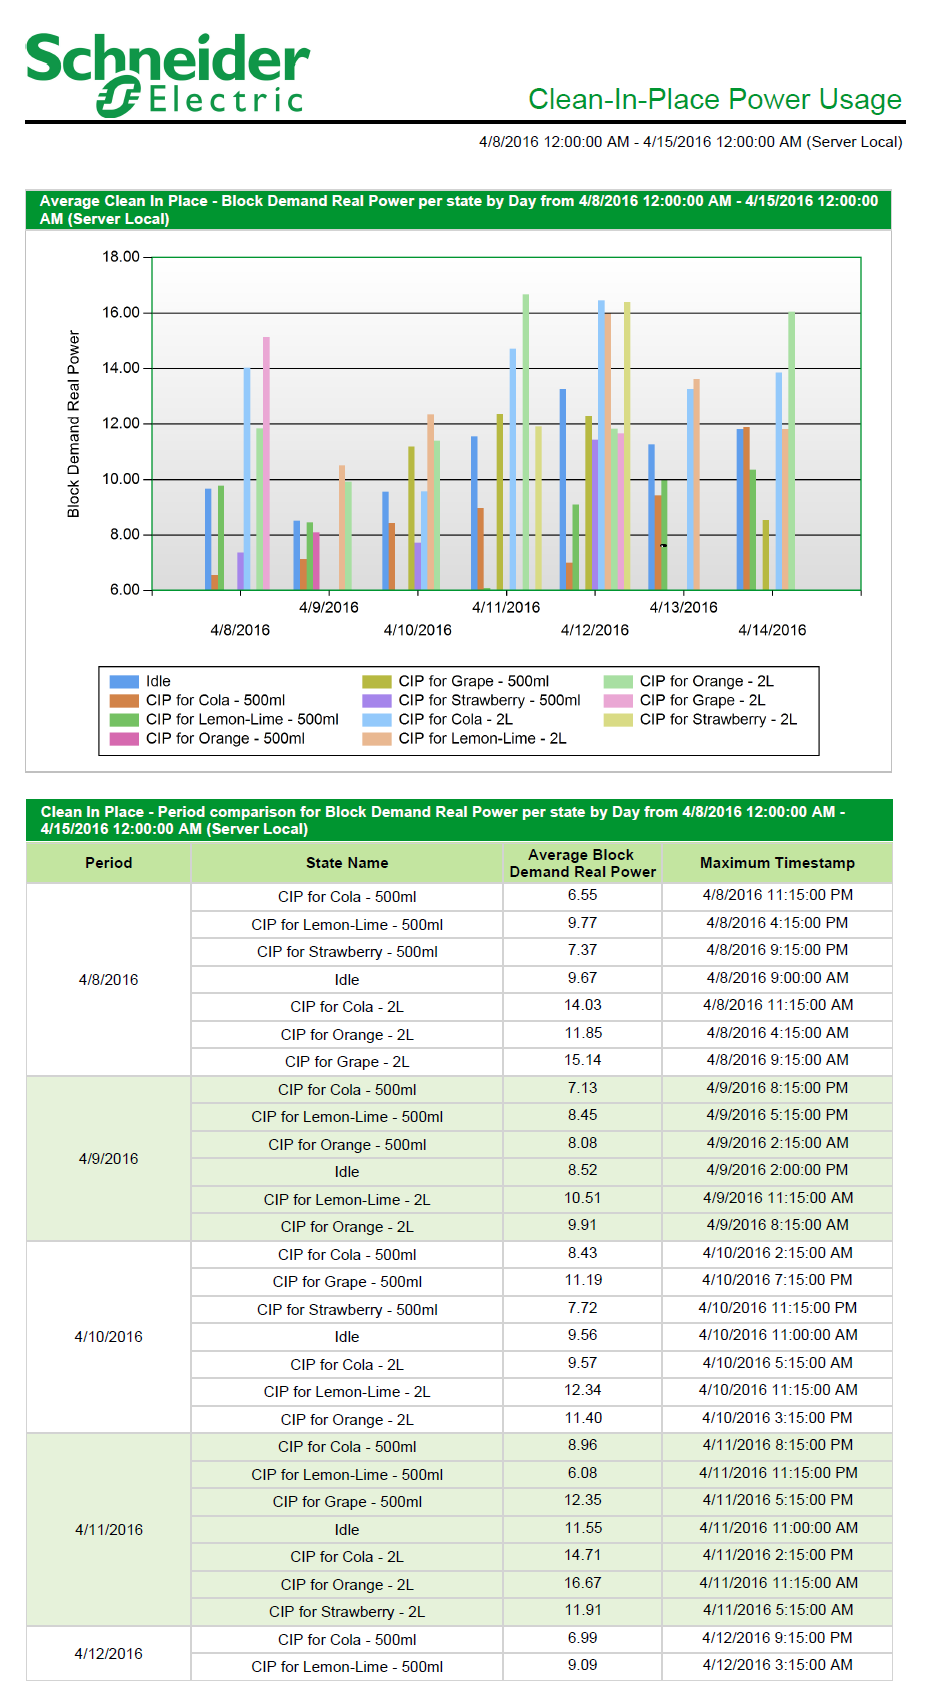 Schneider
Electric
Clean-In-Place Power Usage
4/8/2016 12:00:00 AM - 4/15/2016 12:00:00 AM (Server Local)
Average Clean In Place - Block Demand Real Power per state by Day from 4/8/2016 12:00:00 AM - 4/15/2016 12:00:00
AM (Server Local)
18.00
16.00
14.00
12.00
10.00
8.00
6.00
Block Demand Real Power
4/9/2016 4/11/2016 4/13/2016
4/8/2016 4/10/2016 4/12/2016 4/14/2016
Idle CIP for Grape - 500ml CIP for Orange - 2L
CIP for Cola - 500ml CIP for Strawberry - 500ml CIP for Grape - 2L
CIP for Lemon-Lime - 500ml CIP for Cola - 2L CIP for Strawberry - 2L
CIP for Orange - 500ml CIP for Lemon-Lime - 2L
Clean In Place - Period comparison for Block Demand Real Power per state by Day from 4/8/2016 12:00:00 AM -
4/15/2016 12:00:00 AM (Server Local)
Period State Name Average Block Demand Real Power Maximum Timestamp
4/8/2016
CIP for Cola - 500ml 6.55 4/8/2016 11:15:00 PM
CIP for Lemon-Lime - 500ml 9.77 4/8/2016 4:15:00 PM
CIP for Strawberry - 500ml 7.37 4/8/2016 9:15:00 PM
Idle 9.67 4/8/2016 9:00:00 AM
CIP for Cola - 2L 14.03 4/8/2016 11:15:00 AM
CIP for Orange - 2L 11.85 4/8/2016 4:15:00 AM
CIP for Grape - 2L 15.14 4/8/2016 9:15:00 AM
4/9/2016
CIP for Cola - 500ml 7.13 4/9/2016 8:15:00 PM
CIP for Lemon-Lime - 500ml 8.45 4/9/2016 5:15:00 PM
CIP for Orange - 500ml 8.08 4/9/2016 2:15:00 AM
Idle 8.52 4/9/2016 2:00:00 PM
CIP for Lemon-Lime - 2L 10.51 4/9/2016 11:15:00 AM
CIP for Orange - 2L 9.91 4/9/2016 8:15:00 AM
4/10/2016
CIP for Cola - 500ml 8.43 4/10/2016 2:15:00 AM
CIP for Grape - 500ml 11.19 4/10/2016 7:15:00 PM
CIP for Strawberry - 500ml 7.72 4/10/2016 11:15:00 PM
Idle 9.56 4/10/2016 11:00:00 AM
CIP for Cola - 2L 9.57 4/10/2016 5:15:00 AM
CIP for Lemon-Lime - 2L 12.34 4/10/2016 11:15:00 AM
CIP for Orange - 2L 11.40 4/10/2016 3:15:00 PM
4/11/2016
CIP for Cola - 500ml 8.96 4/11/2016 8:15:00 PM
CIP for Lemon-Lime - 500ml 6.08 4/11/2016 11:15:00 PM
CIP for Grape - 500ml 12.35 4/11/2016 5:15:00 PM
Idle 11.55 4/11/2016 11:00:00 AM
CIP for Cola - 2L 14.71 4/11/2016 2:15:00 PM
CIP for Orange - 2L 16.67 4/11/2016 11:15:00 AM
CIP for Strawberry - 2L 11.91 4/11/2016 5:15:00 AM
4/12/2016
CIP for Cola - 500ml 6.99 4/12/2016 9:15:00 PM
CIP for Lemon-Lime - 500ml 9.09 4/12/2016 3:15:00 AM